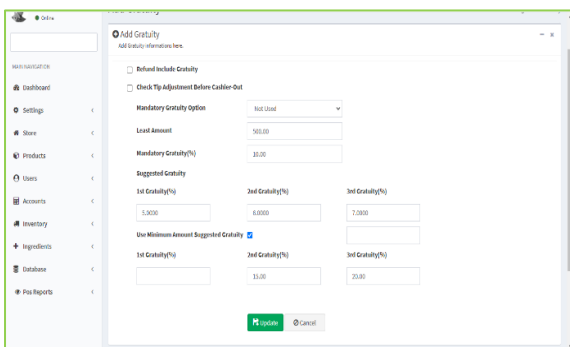 Online
Add Gratuity
Add Gratuity informations here.
MAIN NAVIGATION
Dashboard
Settings
Store
Products
Users
Accounts
Inventory
Ingredients
Database
Pos Reports
Refund Include Gratuity
Check Tip Adjustment Before Cashier-Out
Mandatory Gratuity Option
Not Used
Least Amount
500.00
Mandatory Gratuity(%)
10.00
Suggested Gratuity
1st Gratuity(%) 2nd Gratuity(%) 3rd Gratuity(%)
5.0000 6.0000 7.0000
Use Minimum Amount Suggested Gratuity
1st Gratuity(%) 2nd Gratuity(%) 3rd Gratuity(%)
15.00 20.00
Update Cancel